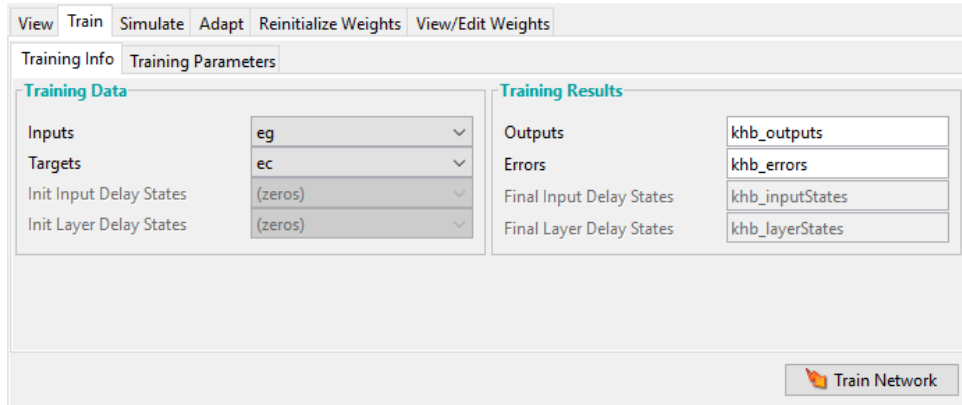 View Train Simulate Adapt Reinitialize Weights View/Edit Weights
Training Info Training Parameters
Training Data
Inputs eg
Targets ec
Init Input Delay States (zeros)
Init Layer Delay States (zeros)
Training Results
Outputs khb_outputs
Errors khb_errors
Final Input Delay States khb_inputStates
Final Layer Delay States khb_layerStates
Train Network